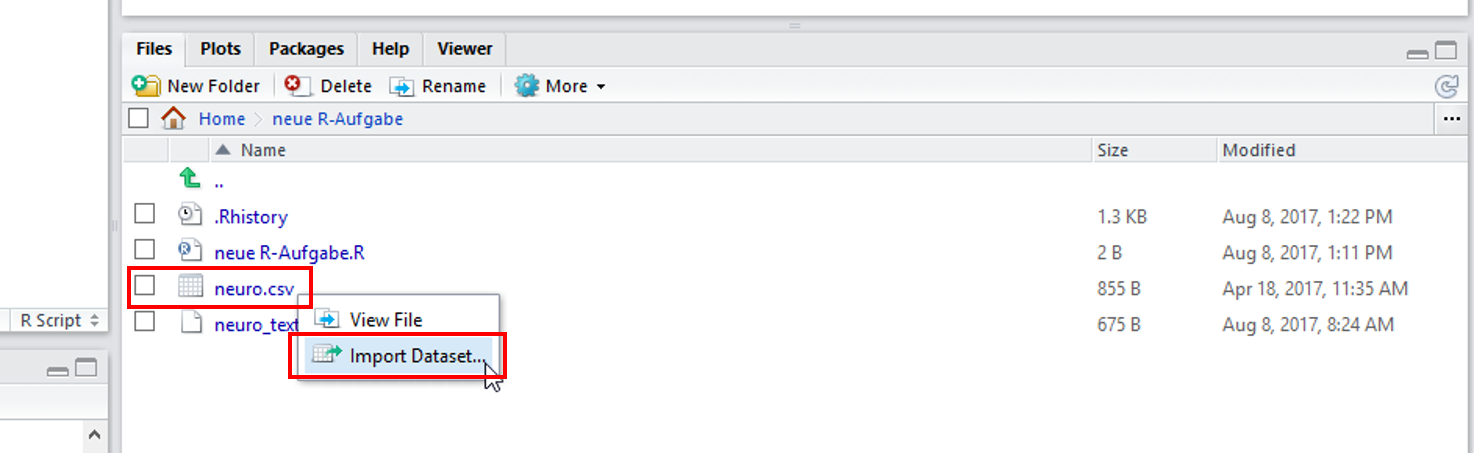 Files Plots Packages Help Viewer
New Folder Delete Rename More
Home neue R-Aufgabe ...
Name Size Modified
..
.Rhistory 1.3 KB Aug 8, 2017, 1:22 PM
neue R-Aufgabe.R 2 B Aug 8, 2017, 1:11 PM
neuro.csv 855 B Apr 18, 2017, 11:35 AM
View File
R Script neuro_text 675 B Aug 8, 2017, 8:24 AM
Import Dataset...